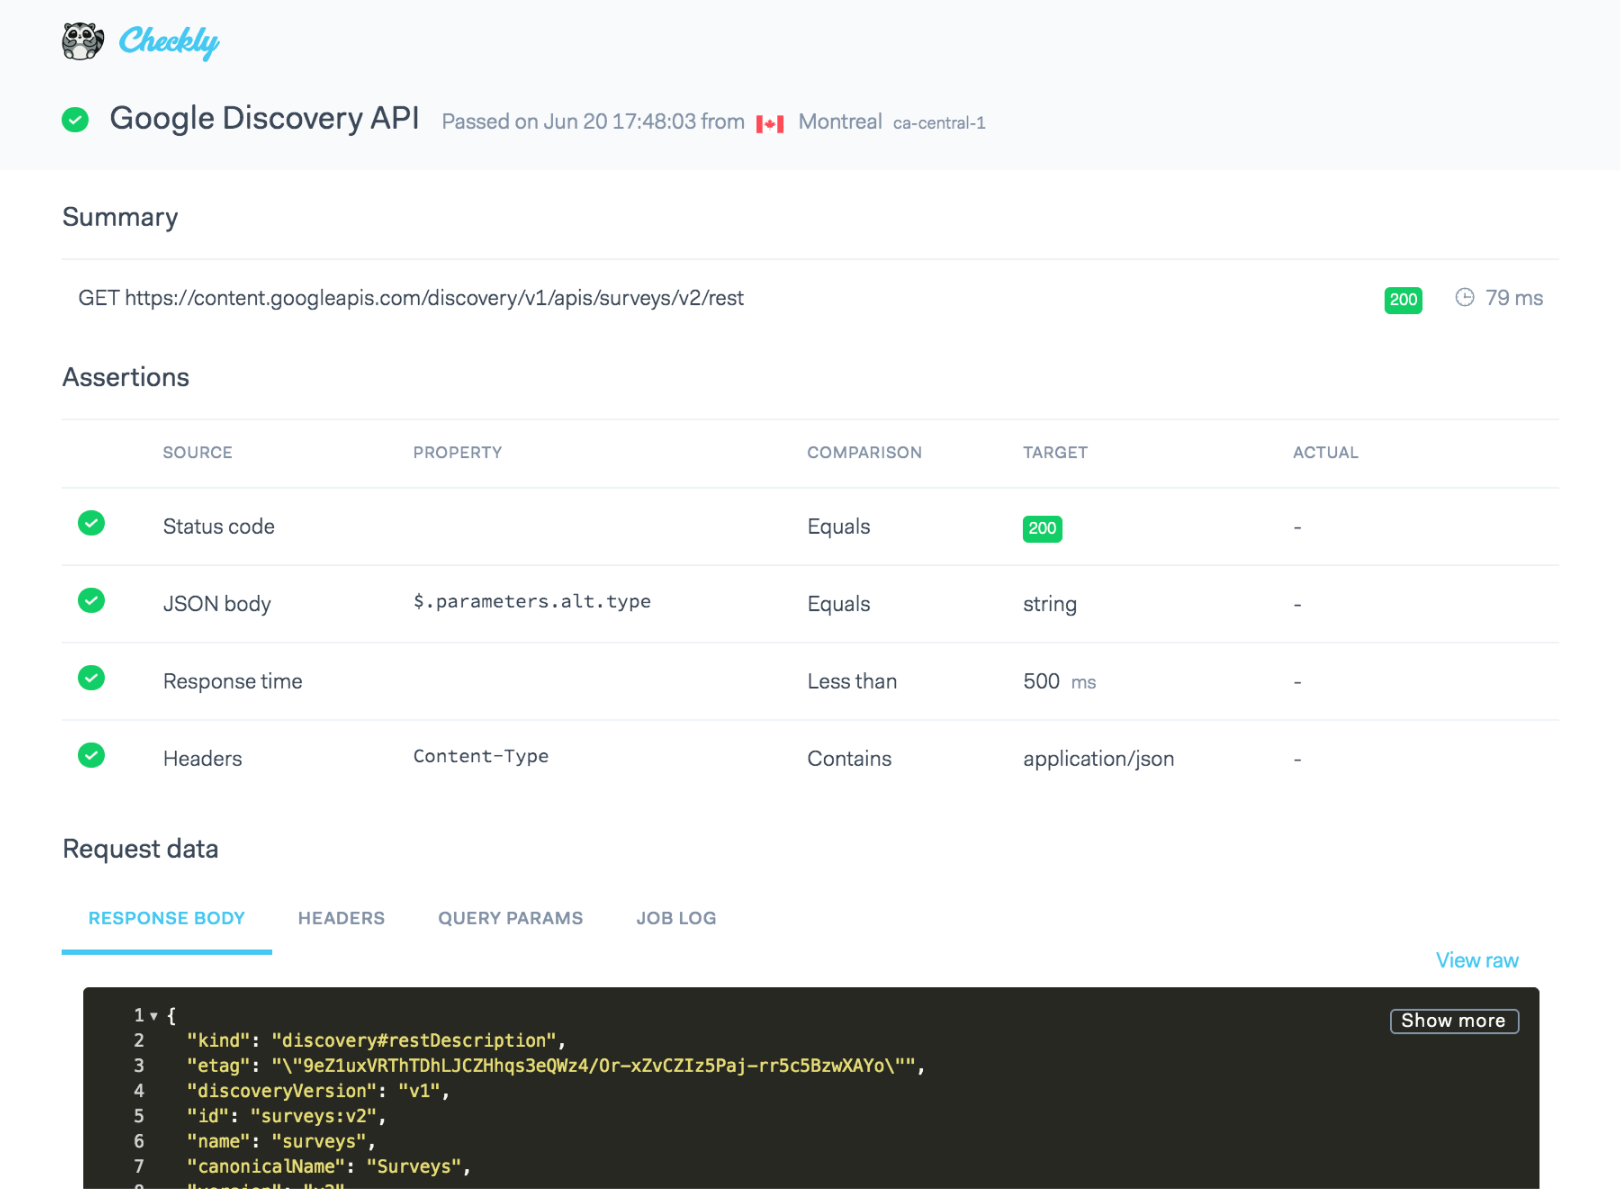 Checkly
Google Discovery API Passed on Jun 20 17:48:03 from Montreal ca-central-1
Summary
GET https://content.googleapis.com/discovery/v1/apis/surveys/v2/rest 200 79 ms
Assertions
SOURCE PROPERTY COMPARISON TARGET ACTUAL
Status code Equals 200 -
JSON body $.parameters.alt.type Equals string -
Response time Less than 500 ms -
Headers Content-Type Contains application/json -
Request data
RESPONSE BODY HEADERS QUERY PARAMS JOB LOG
View raw
1 {
Show more
2 "kind": "discovery#restDescription",
3 "etag": "\"9eZ1uxVRThTDhLJCZHhqs3eQWz4/Or-xZvCZIz5Paj-rr5c5BzwXAYo\"",
4 "discoveryVersion": "v1",
5 "id": "surveys:v2",
6 "name": "surveys",
7 "canonicalName": "Surveys",